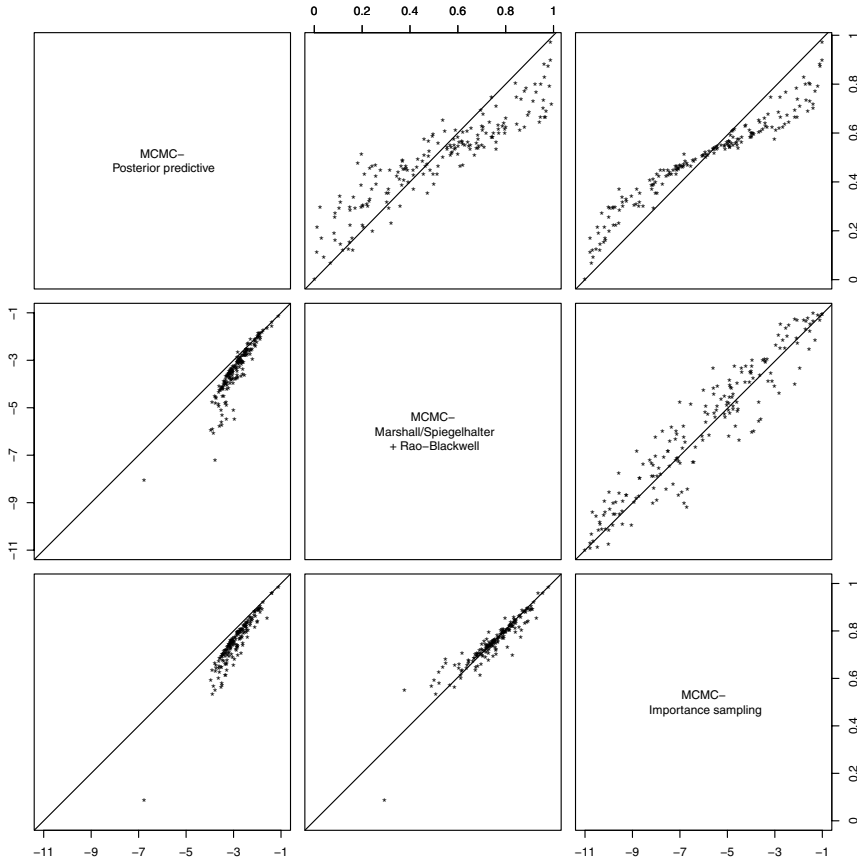 0 0.2 0.4 0.6 0.8 1
MCMC−
Posterior predictive
1
0.8
0.6
0.4
0.2
0
−1
−3
−5
−7
−9
−11
MCMC−
Marshall/Spiegelhalter
+ Rao−Blackwell
MCMC−
Importance sampling
1
0.8
0.6
0.4
0.2
0
−11 −9 −7 −5 −3 −1
−11 −9 −7 −5 −3 −1